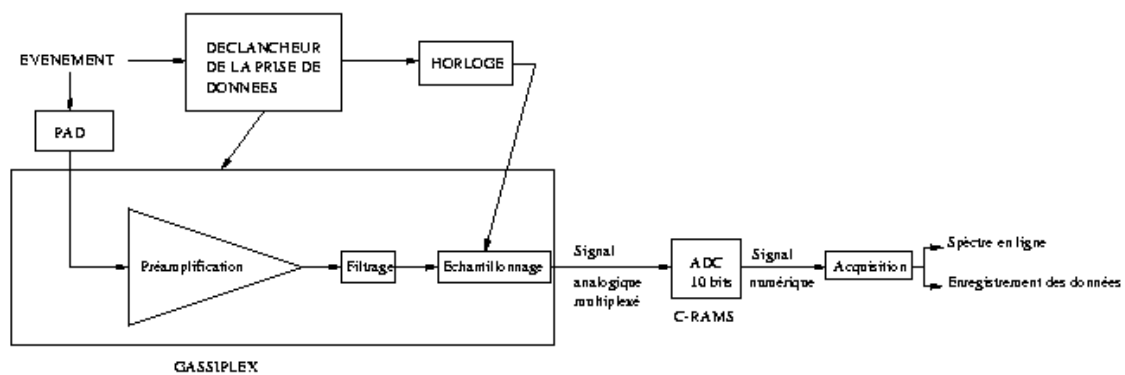 EVENEMENT
DECLANCHEUR
DE LA PRISE DE
DONNEES
HORLOGE
PAD
Préamplification
Filtrage
Echantillonnage
Signal
analogique
multiplexé
ADC
10 bits
C-RAMS
Signal
numérique
Acquisition
Spèctre en ligne
Enregistrement des données
GASSIPLEX